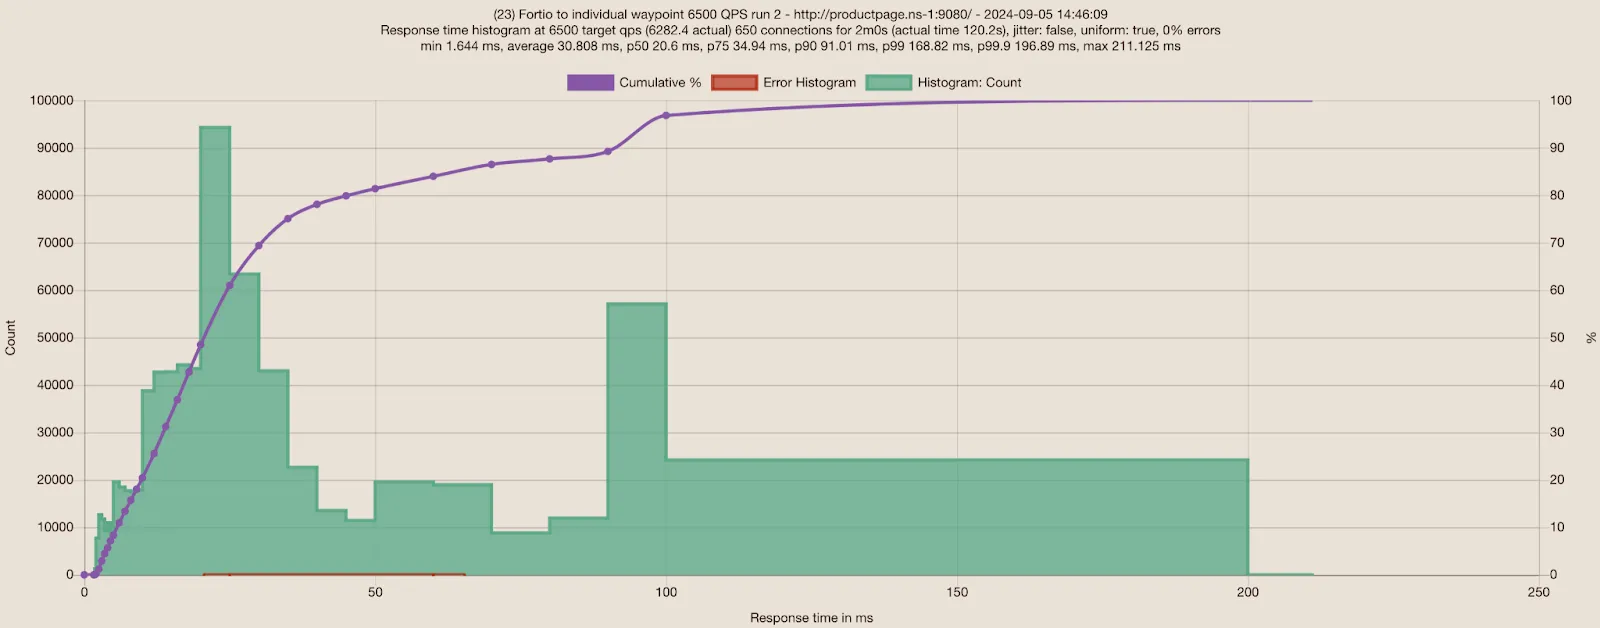 (23) Fortio to individual waypoint 6500 QPS run 2 - http://productpage.ns-1:9080/ - 2024-09-05 14:46:09
Response time histogram at 6500 target qps (6282.4 actual) 650 connections for 2m0s (actual time 120.2s), jitter: false, uniform: true, 0% errors
min 1.644 ms, average 30.808 ms, p50 20.6 ms, p75 34.94 ms, p90 91.01 ms, p99 168.82 ms, p99.9 196.89 ms, max 211.125 ms
Cumulative % Error Histogram Histogram: Count
100000 100
90000 90
80000 80
70000 70
60000 60
50000 50
40000 40
30000 30
20000 20
10000 10
0 0
Count
%
0 50 100 150 200 250
Response time in ms